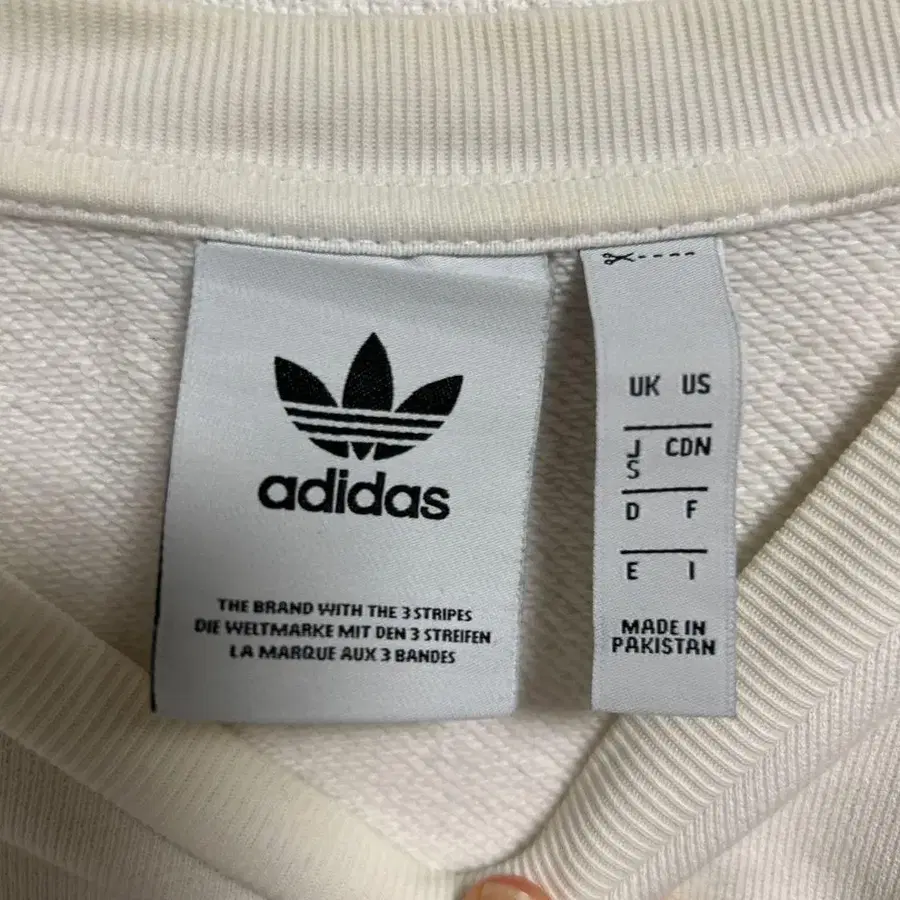 adidas
THE BRAND WITH THE 3 STRIPES
DIE WELTMARKE MIT DEN 3 STREIFEN
LA MARQUE AUX 3 BANDES
UK US
J CDN
S
D F
E I
MADE IN
PAKISTAN